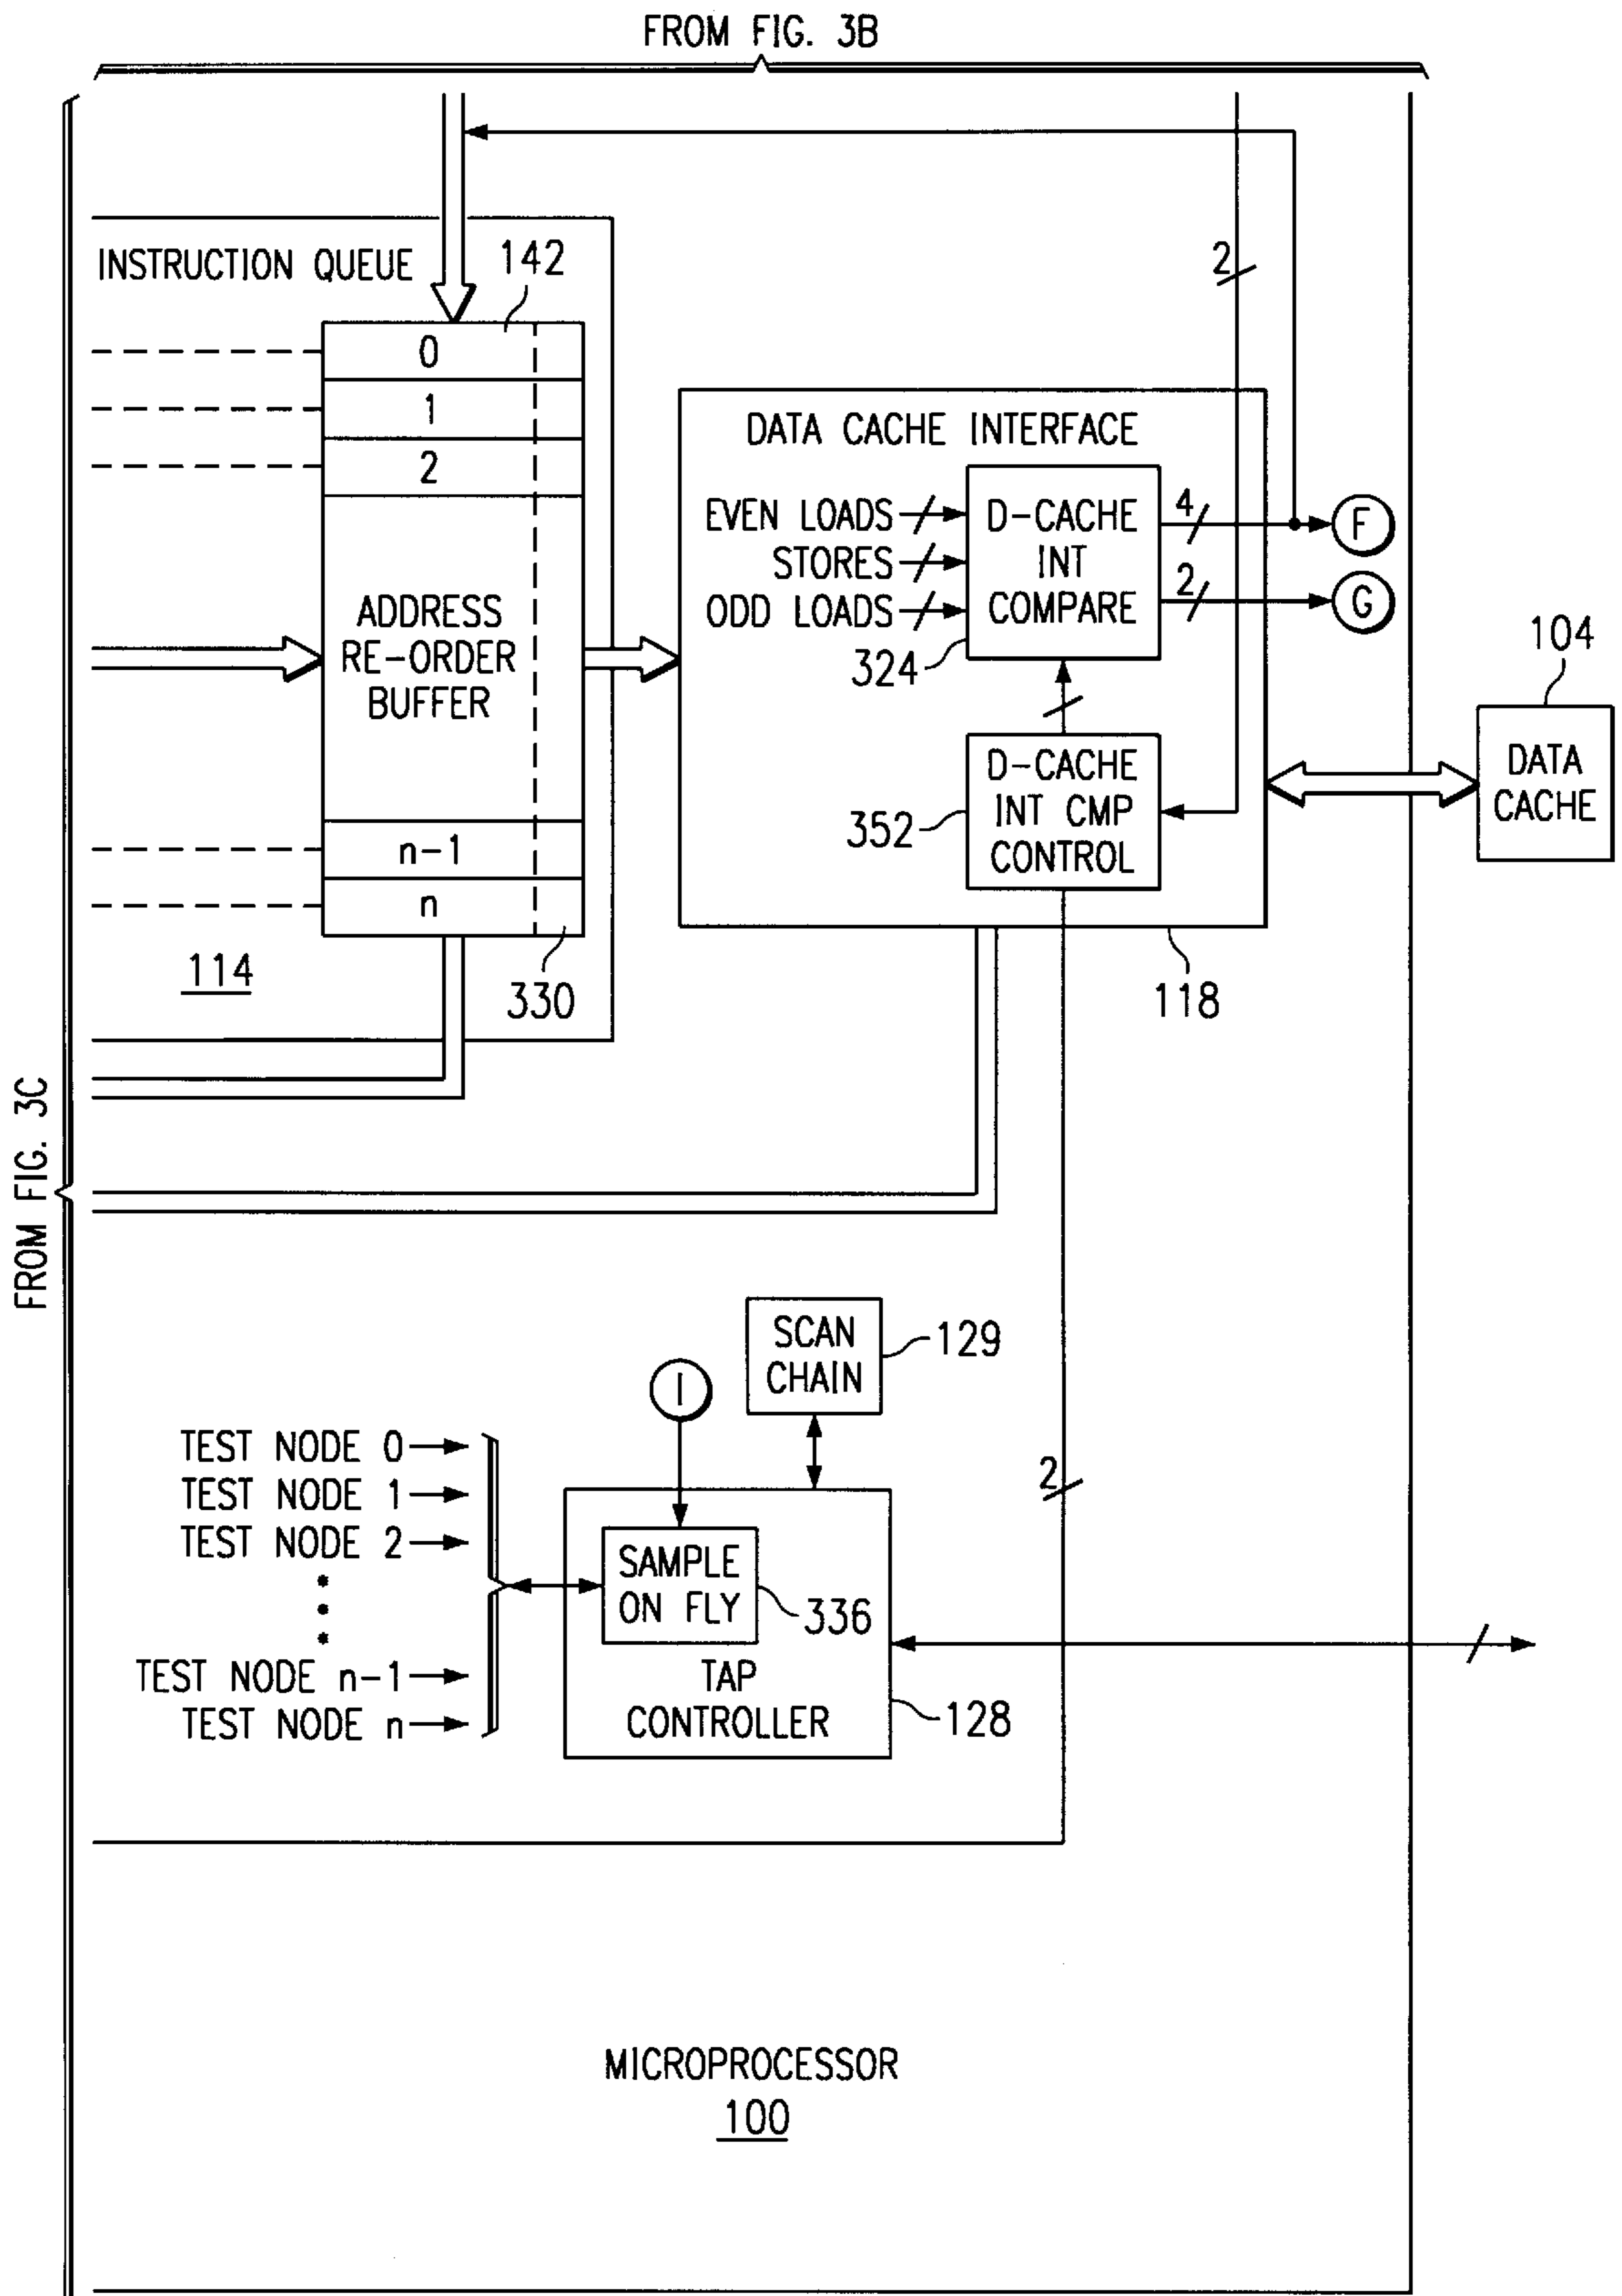 FROM FIG. 3B
INSTRUCTION QUEUE
142
2
0
1
2
ADDRESS
RE-ORDER
BUFFER
n-1
n
114
330
DATA CACHE INTERFACE
EVEN LOADS
STORES
ODD LOADS
D-CACHE
INT
COMPARE
4
2
F
G
324
D-CACHE
INT CMP
CONTROL
352
118
104
DATA
CACHE
FROM FIG. 3C
SCAN
CHAIN
129
I
TEST NODE 0
TEST NODE 1
TEST NODE 2
TEST NODE n-1
TEST NODE n
SAMPLE
ON FLY
336
TAP
CONTROLLER
128
2
MICROPROCESSOR
100